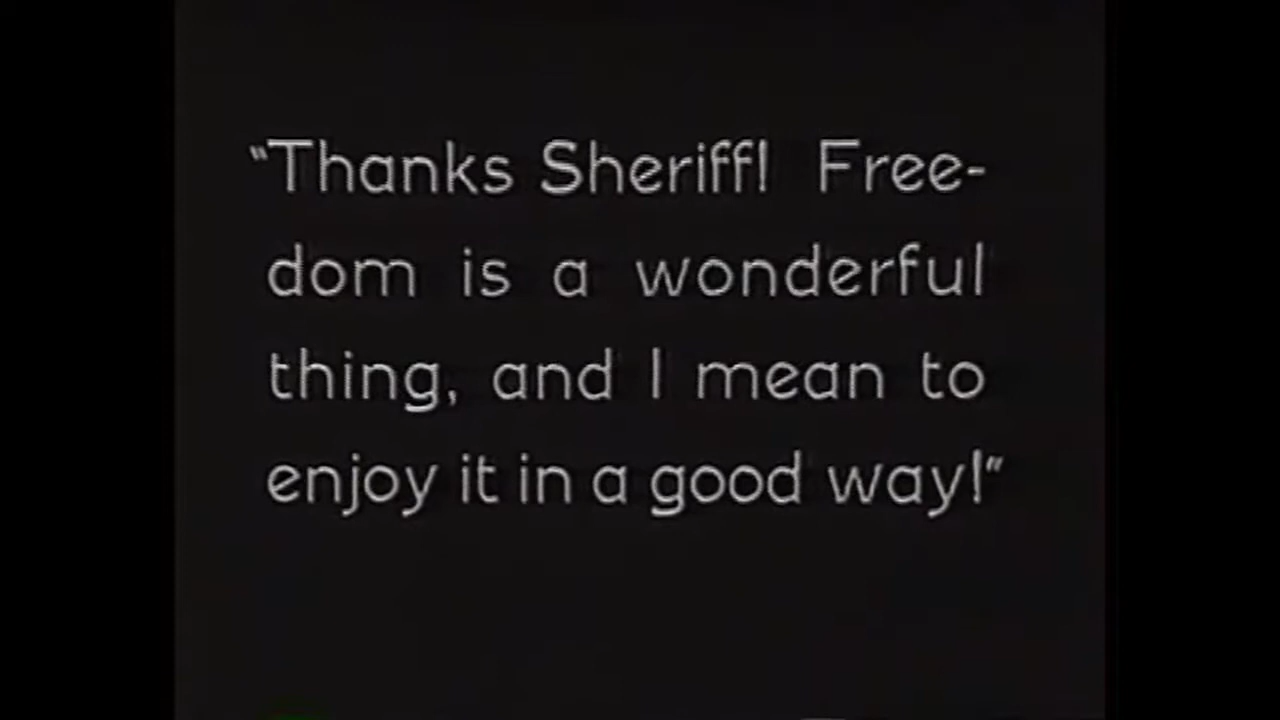 “Thanks Sheriff! Free-
dom is a wonderful
thing, and I mean to
enjoy it in a good way!”